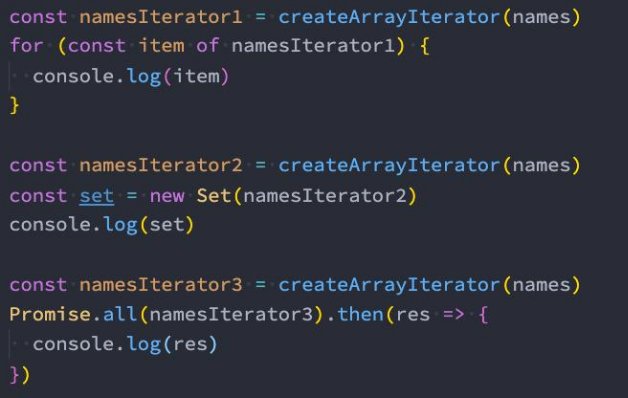 const namesIterator1 = createArrayIterator(names)
for (const item of namesIterator1) {
  console.log(item)
}

const namesIterator2 = createArrayIterator(names)
const set = new Set(namesIterator2)
console.log(set)

const namesIterator3 = createArrayIterator(names)
Promise.all(namesIterator3).then(res => {
  console.log(res)
})